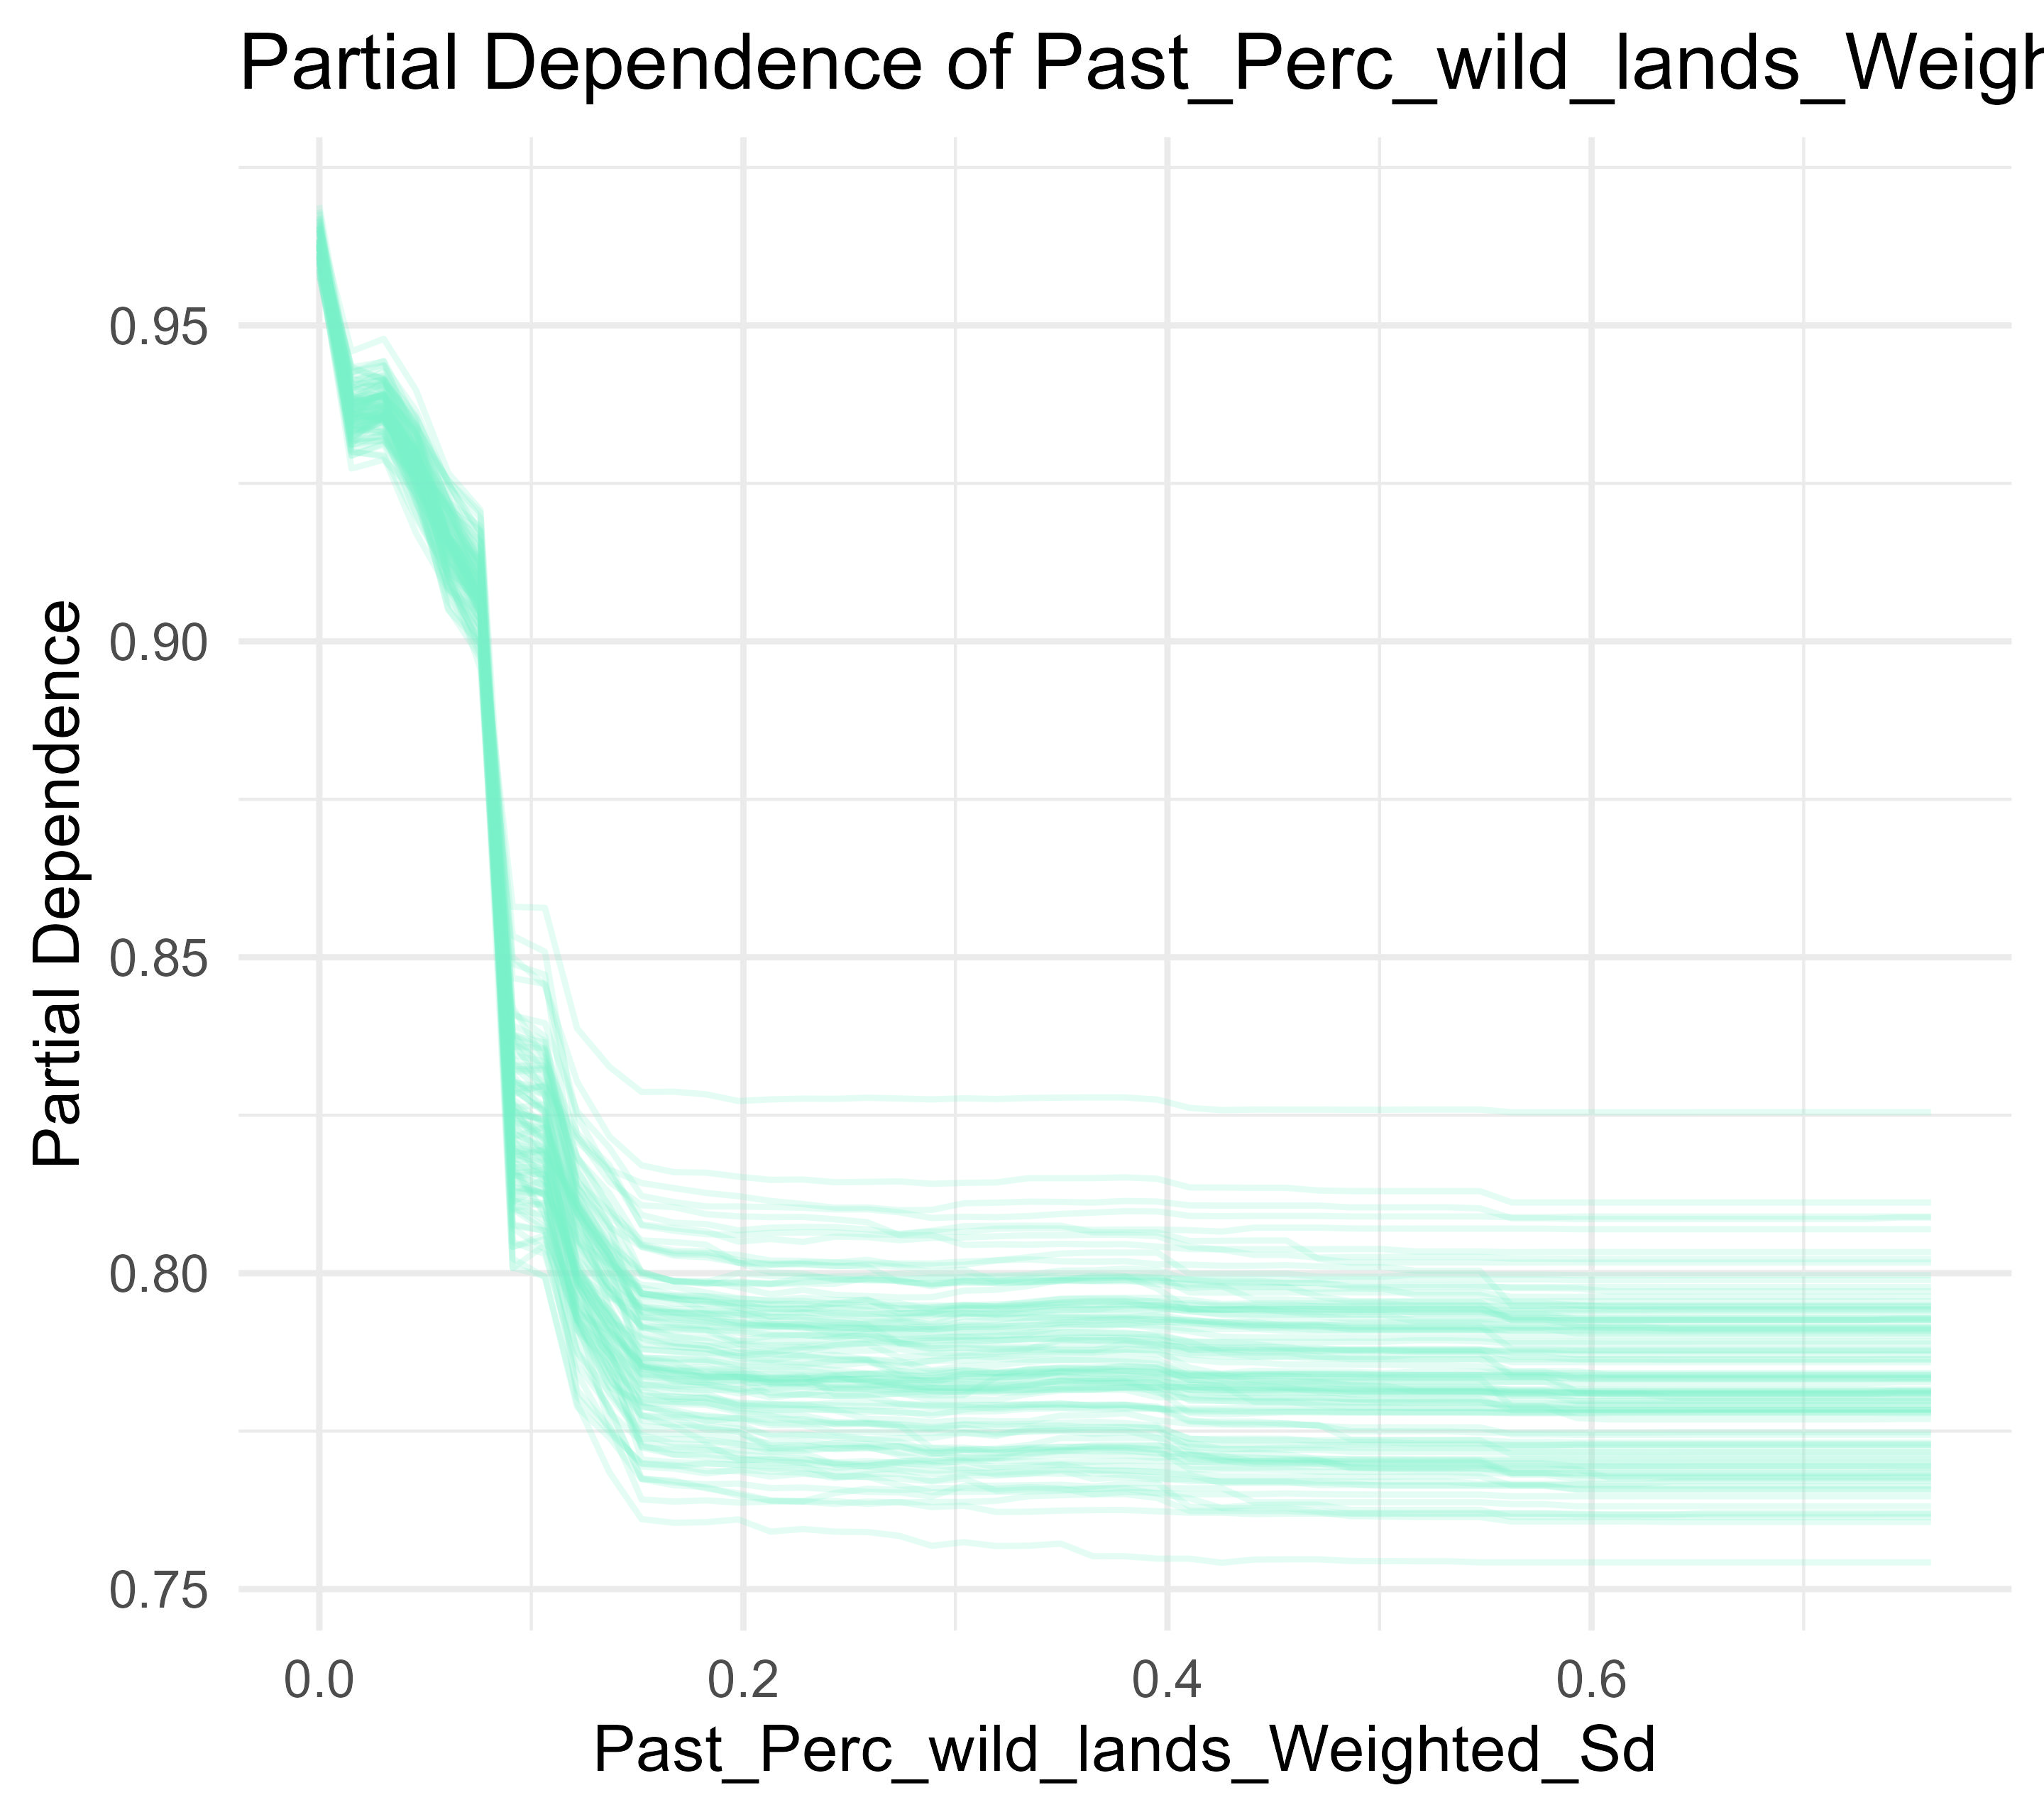 Partial Dependence of Past_Perc_wild_lands_Weigh
Partial Dependence
0.95
0.90
0.85
0.80
0.75
0.0 0.2 0.4 0.6
Past_Perc_wild_lands_Weighted_Sd